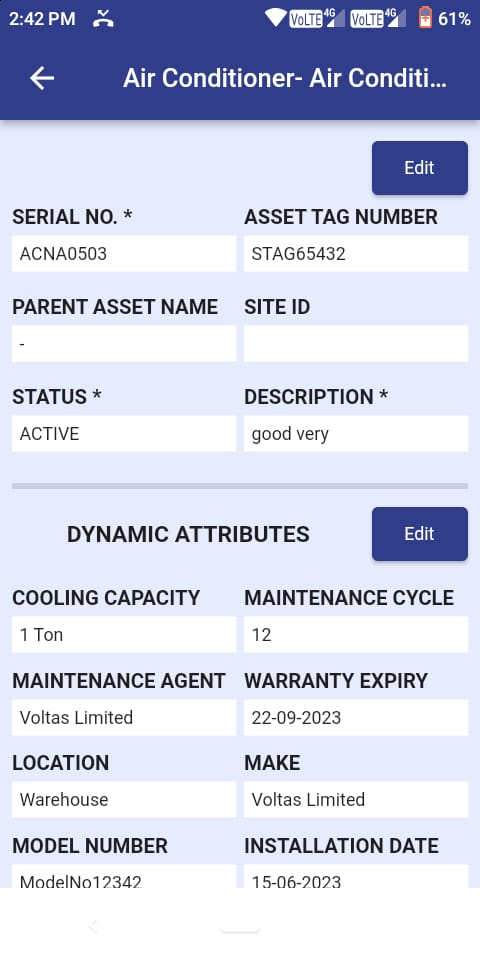 2:42 PM VoLTE 4G VoLTE 4G 61%
Air Conditioner- Air Conditi...
Edit
SERIAL NO. * ASSET TAG NUMBER
ACNA0503 STAG65432
PARENT ASSET NAME SITE ID
-
STATUS * DESCRIPTION *
ACTIVE good very
DYNAMIC ATTRIBUTES Edit
COOLING CAPACITY MAINTENANCE CYCLE
1 Ton 12
MAINTENANCE AGENT WARRANTY EXPIRY
Voltas Limited 22-09-2023
LOCATION MAKE
Warehouse Voltas Limited
MODEL NUMBER INSTALLATION DATE
ModelNo12342 15-06-2023